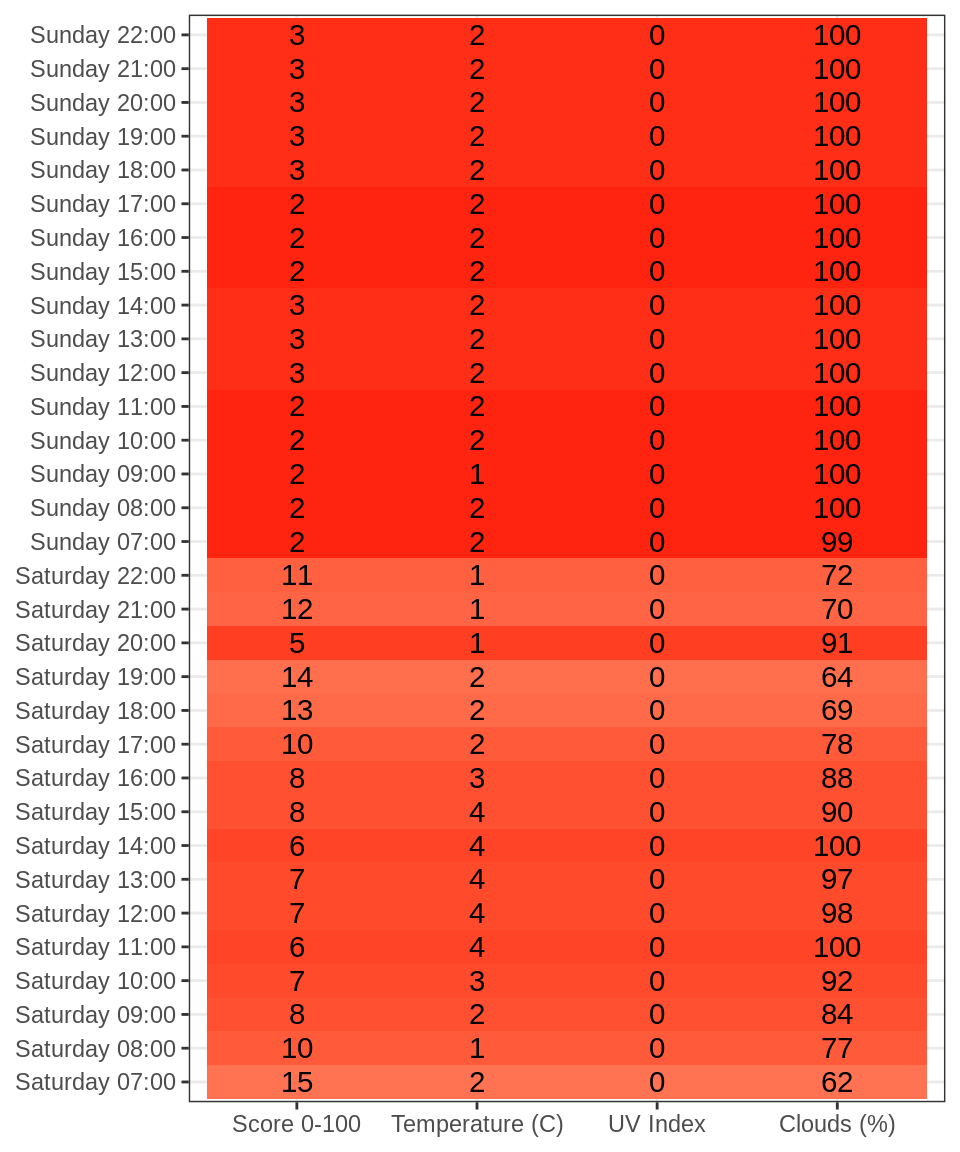 Sunday 22:00 3 2 0 100
Sunday 21:00 3 2 0 100
Sunday 20:00 3 2 0 100
Sunday 19:00 3 2 0 100
Sunday 18:00 3 2 0 100
Sunday 17:00 2 2 0 100
Sunday 16:00 2 2 0 100
Sunday 15:00 2 2 0 100
Sunday 14:00 3 2 0 100
Sunday 13:00 3 2 0 100
Sunday 12:00 3 2 0 100
Sunday 11:00 2 2 0 100
Sunday 10:00 2 2 0 100
Sunday 09:00 2 1 0 100
Sunday 08:00 2 2 0 100
Sunday 07:00 2 2 0 99
Saturday 22:00 11 1 0 72
Saturday 21:00 12 1 0 70
Saturday 20:00 5 1 0 91
Saturday 19:00 14 2 0 64
Saturday 18:00 13 2 0 69
Saturday 17:00 10 2 0 78
Saturday 16:00 8 3 0 88
Saturday 15:00 8 4 0 90
Saturday 14:00 6 4 0 100
Saturday 13:00 7 4 0 97
Saturday 12:00 7 4 0 98
Saturday 11:00 6 4 0 100
Saturday 10:00 7 3 0 92
Saturday 09:00 8 2 0 84
Saturday 08:00 10 1 0 77
Saturday 07:00 15 2 0 62
Score 0-100 Temperature (C) UV Index Clouds (%)